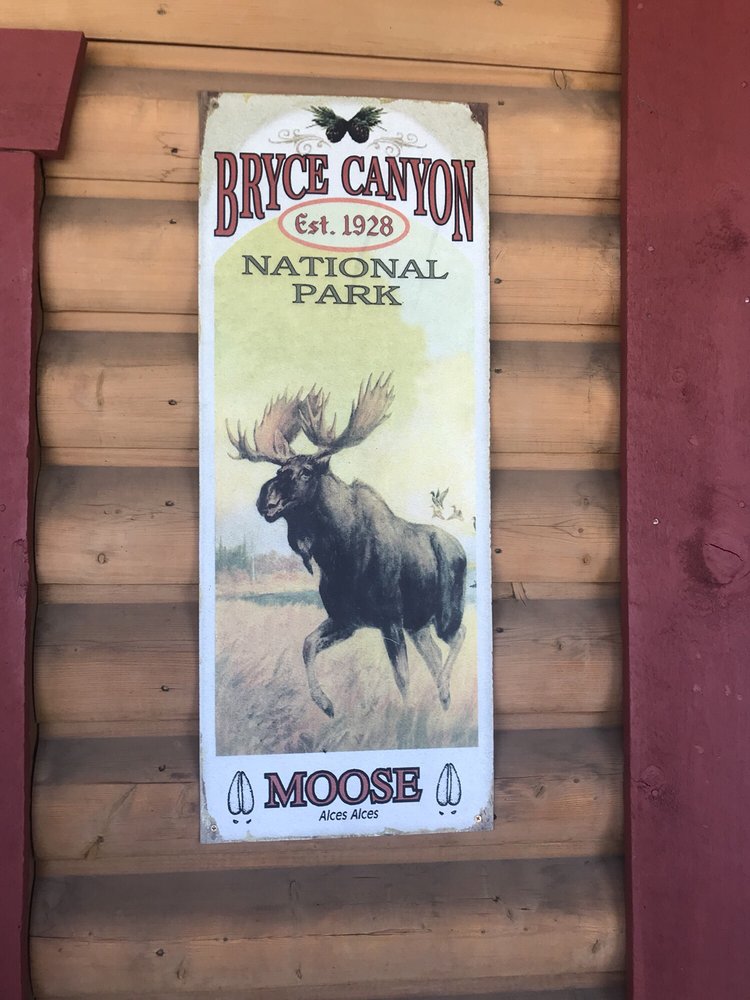 BRYCE CANYON
Est. 1928
NATIONAL
PARK
MOOSE
Alces Alces